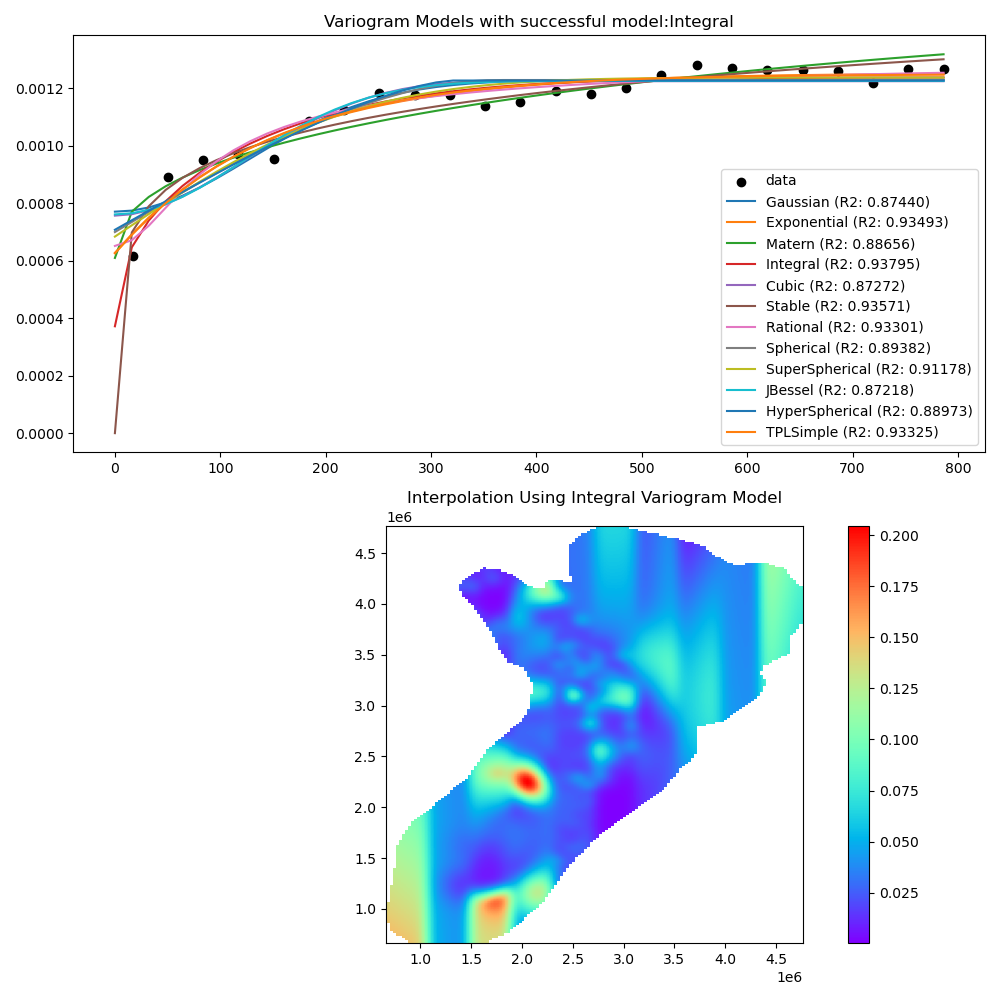 Variogram Models with successful model:Integral
0.0012
0.0010
0.0008
0.0006
0.0004
0.0002
0.0000
data
Gaussian (R2: 0.87440)
Exponential (R2: 0.93493)
Matern (R2: 0.88656)
Integral (R2: 0.93795)
Cubic (R2: 0.87272)
Stable (R2: 0.93571)
Rational (R2: 0.93301)
Spherical (R2: 0.89382)
SuperSpherical (R2: 0.91178)
JBessel (R2: 0.87218)
HyperSpherical (R2: 0.88973)
TPLSimple (R2: 0.93325)
0 100 200 300 400 500 600 700 800
Interpolation Using Integral Variogram Model
1e6
4.5
4.0
3.5
3.0
2.5
2.0
1.5
1.0
1.0 1.5 2.0 2.5 3.0 3.5 4.0 4.5
1e6
0.200
0.175
0.150
0.125
0.100
0.075
0.050
0.025